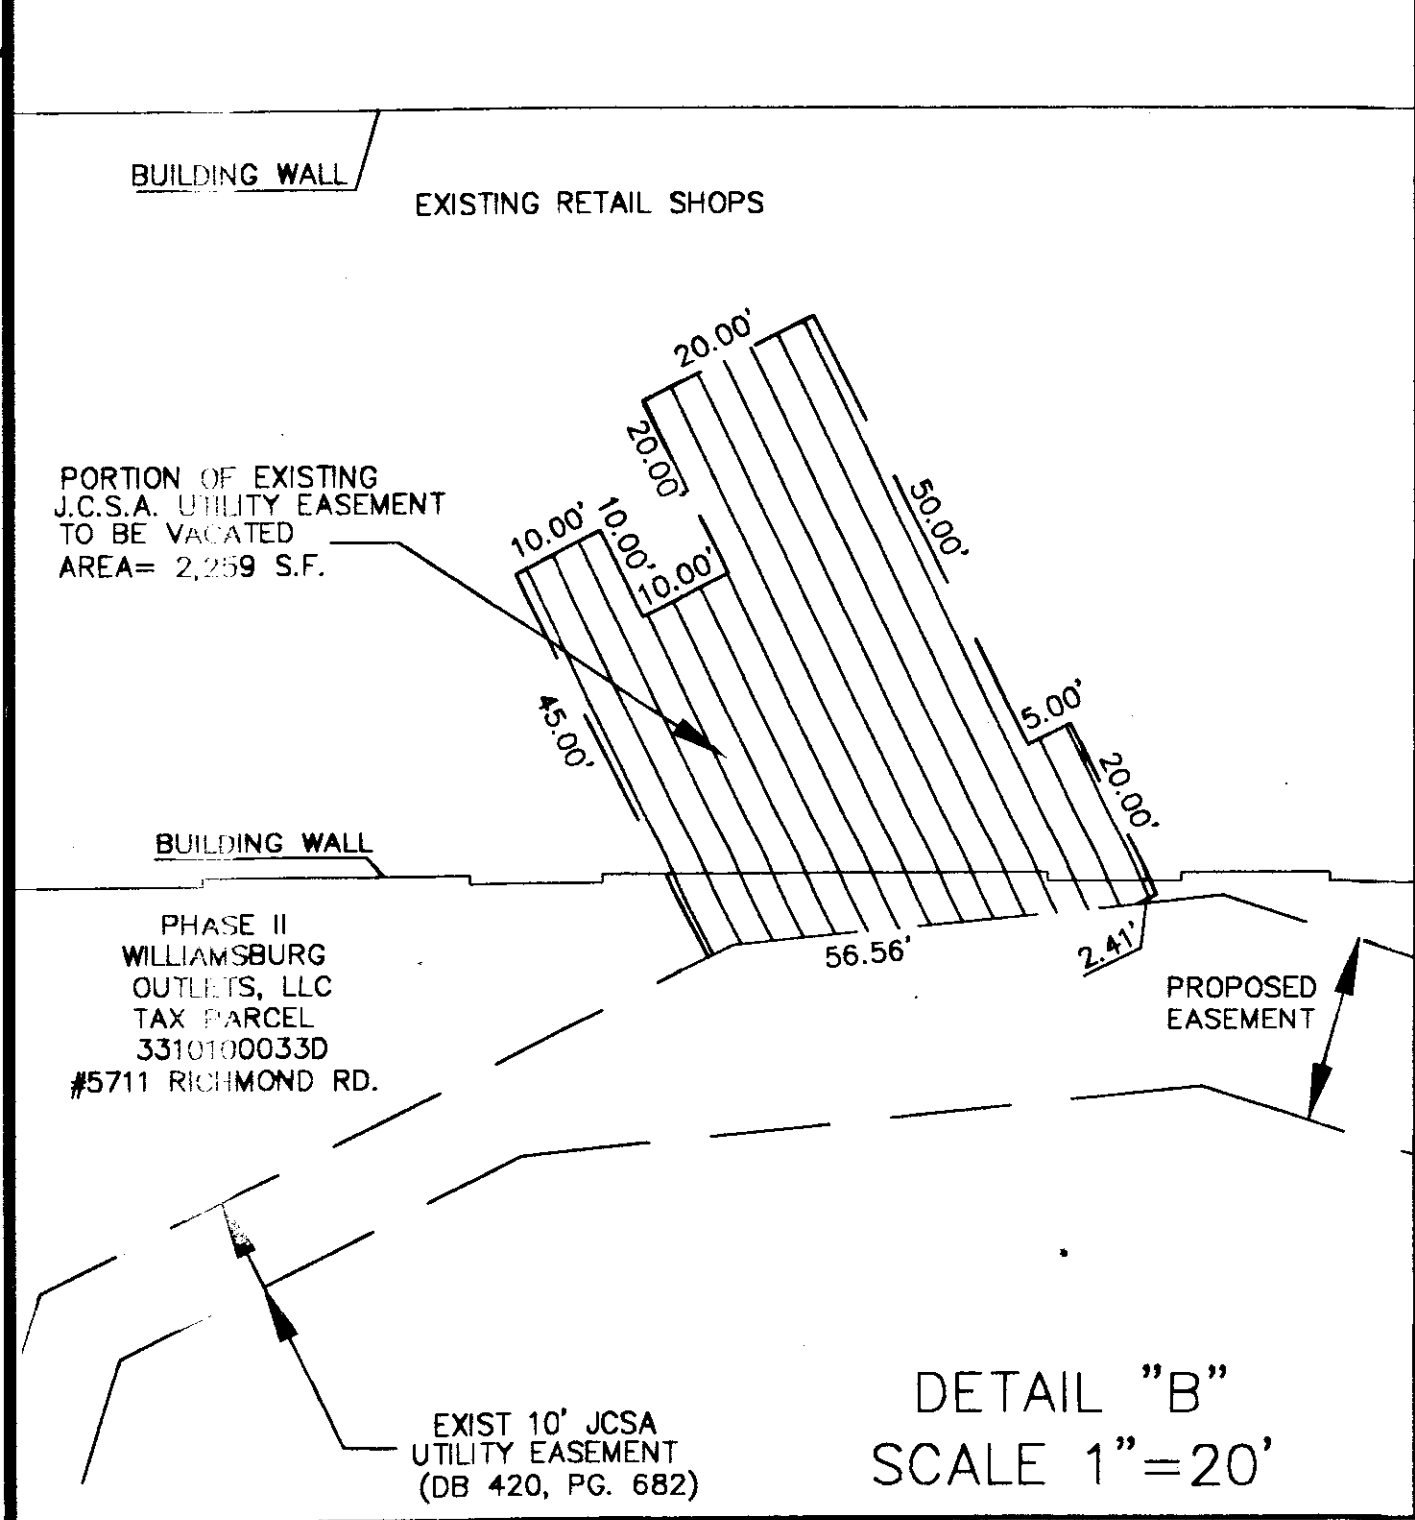 BUILDING WALL
EXISTING RETAIL SHOPS
20.00'
20.00'
50.00'
PORTION OF EXISTING
J.C.S.A. UTILITY EASEMENT
TO BE VACATED
AREA= 2,259 S.F.
10.00'
10.00'
10.00'
45.00'
5.00'
20.00'
BUILDING WALL
56.56'
2.41'
PHASE II
WILLIAMSBURG
OUTLETS, LLC
TAX PARCEL
3310100033D
#5711 RICHMOND RD.
PROPOSED
EASEMENT
EXIST 10' JCSA
UTILITY EASEMENT
(DB 420, PG. 682)
DETAIL "B"
SCALE 1"=20'